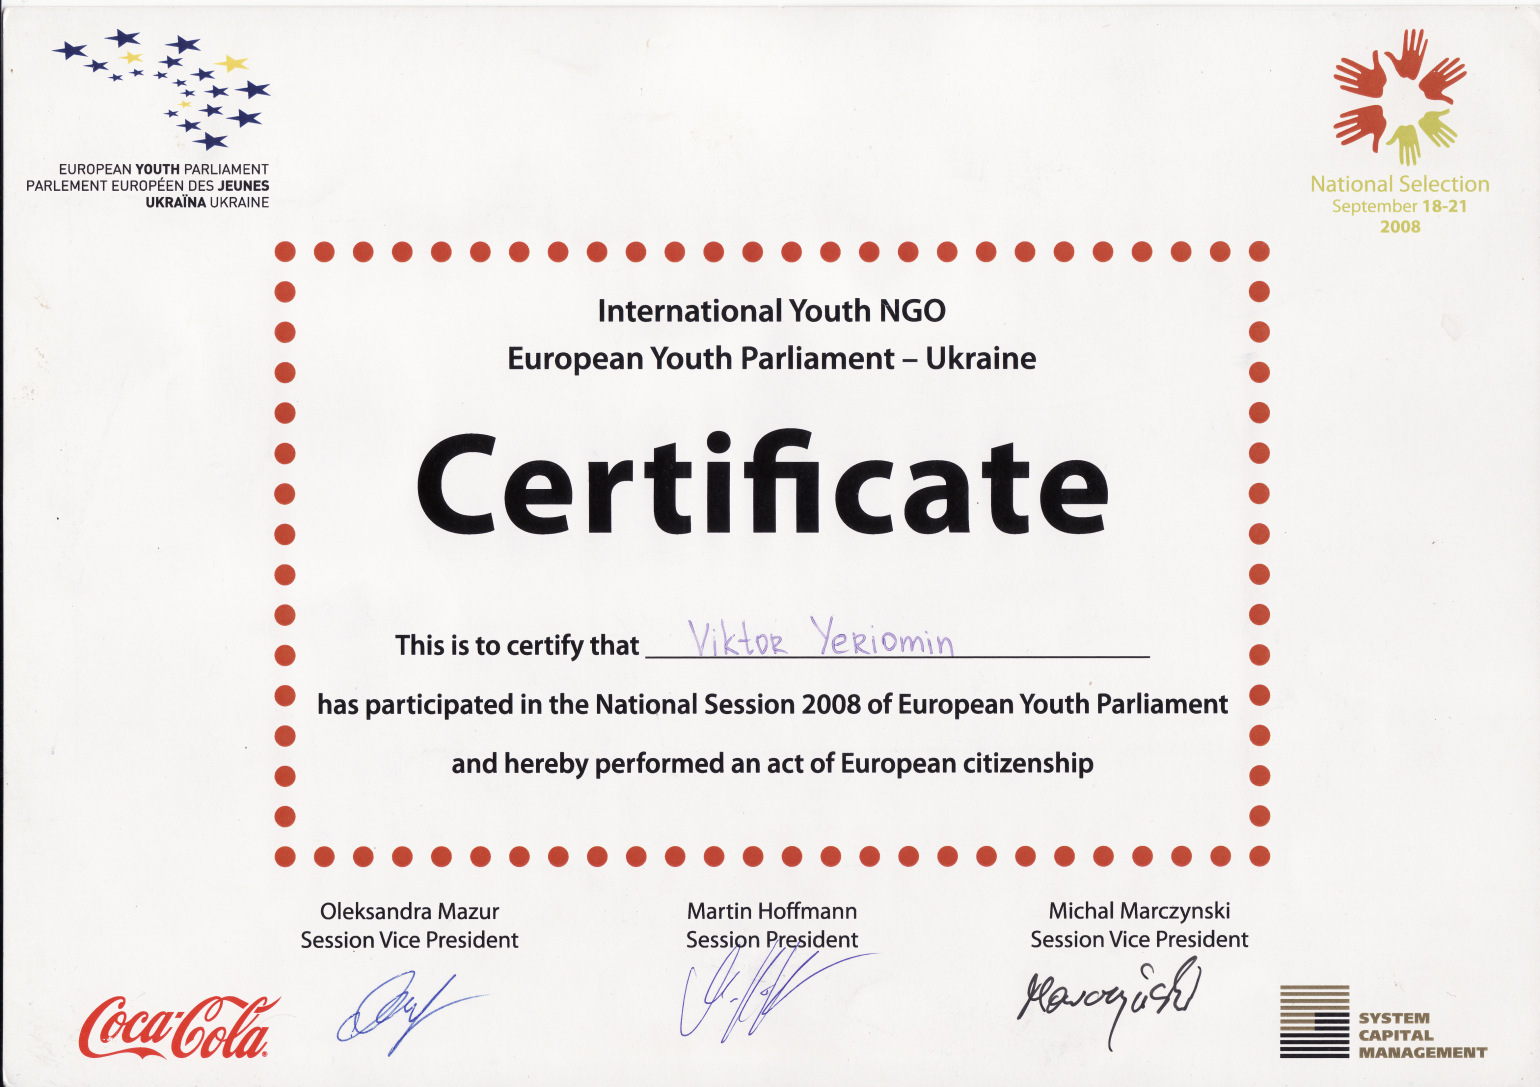 EUROPEAN YOUTH PARLIAMENT
PARLEMENT EUROPÉEN DES JEUNES
UKRAÏNA UKRAINE
National Selection
September 18-21
2008
International Youth NGO
European Youth Parliament – Ukraine
Certificate
This is to certify that Viktor Yeriomin
has participated in the National Session 2008 of European Youth Parliament
and hereby performed an act of European citizenship
Oleksandra Mazur
Session Vice President
Martin Hoffmann
Session President
Michal Marczynski
Session Vice President
Coca-Cola
SYSTEM
CAPITAL
MANAGEMENT